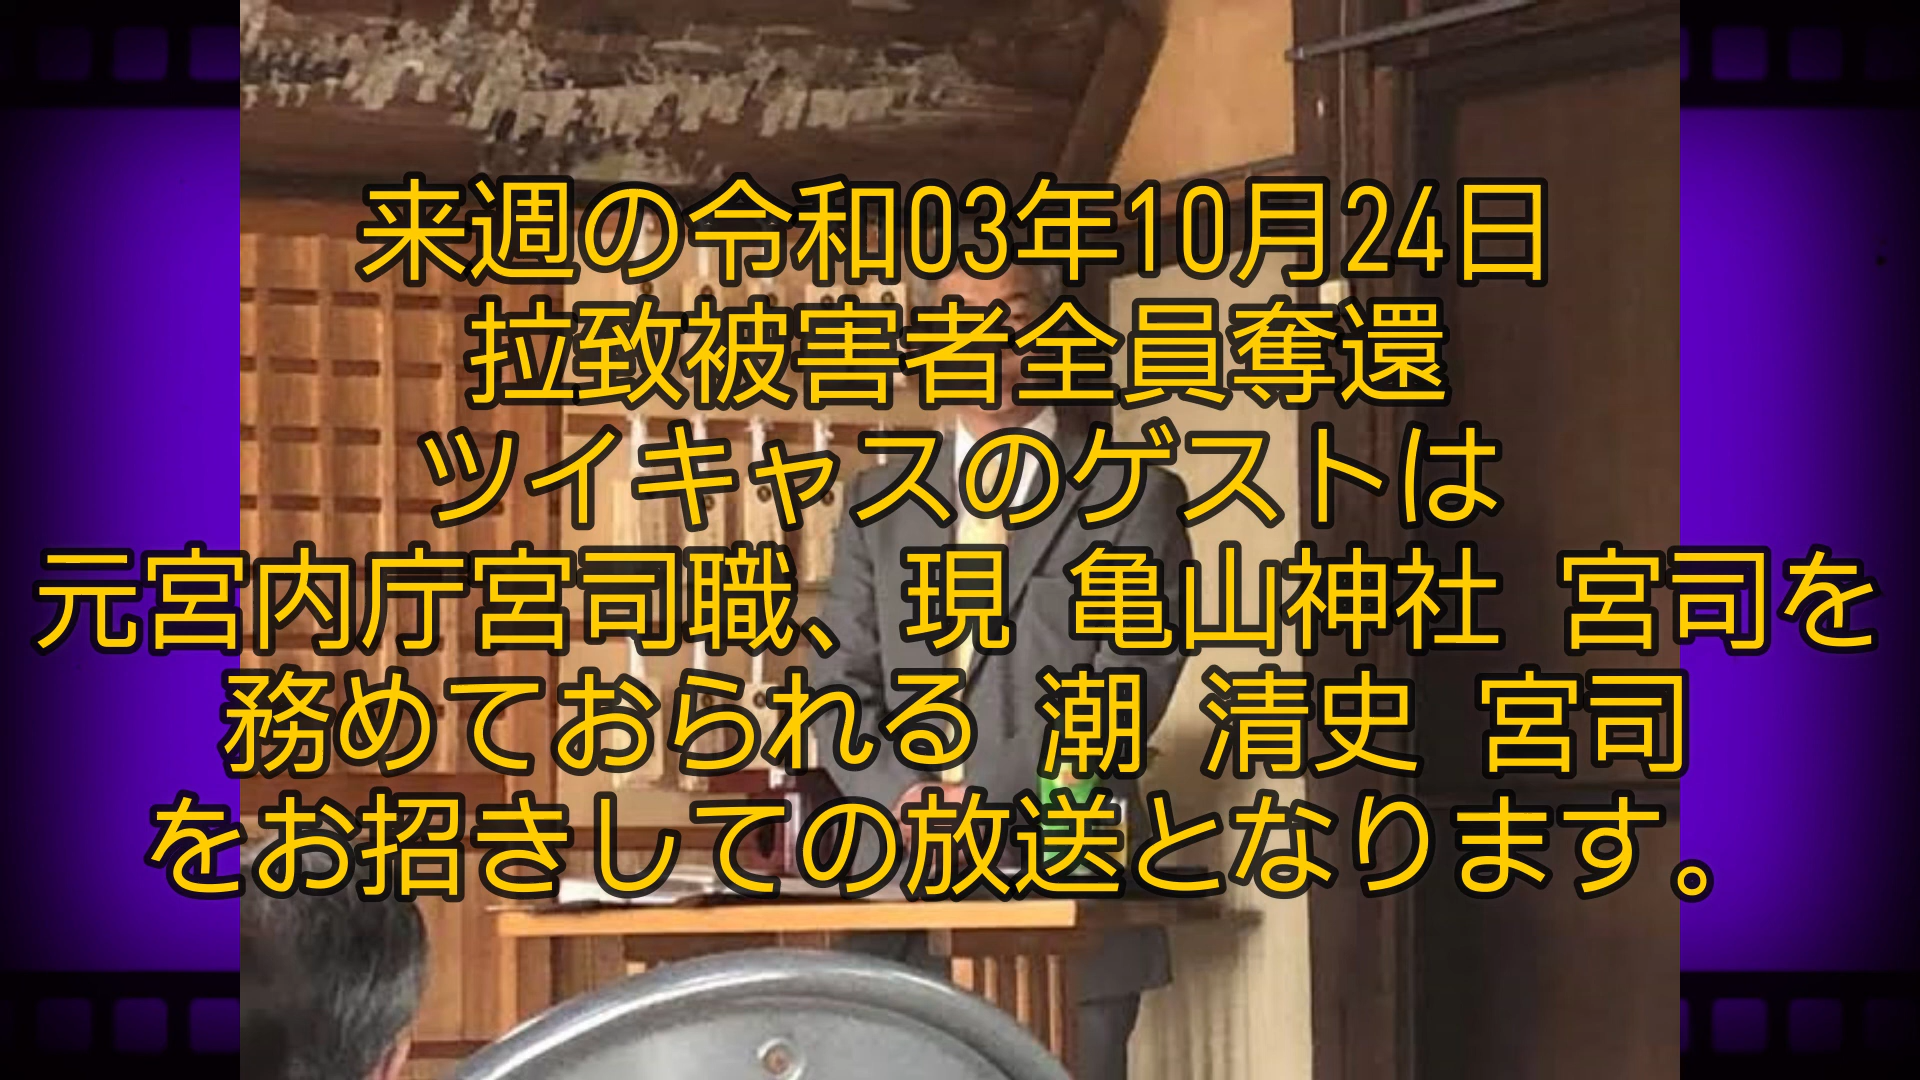 来週の令和03年10月24日
拉致被害者全員奪還
ツイキャスのゲストは
元宮内庁宮司職、現 亀山神社 宮司を
務めておられる 潮 清史 宮司
をお招きしての放送となります。